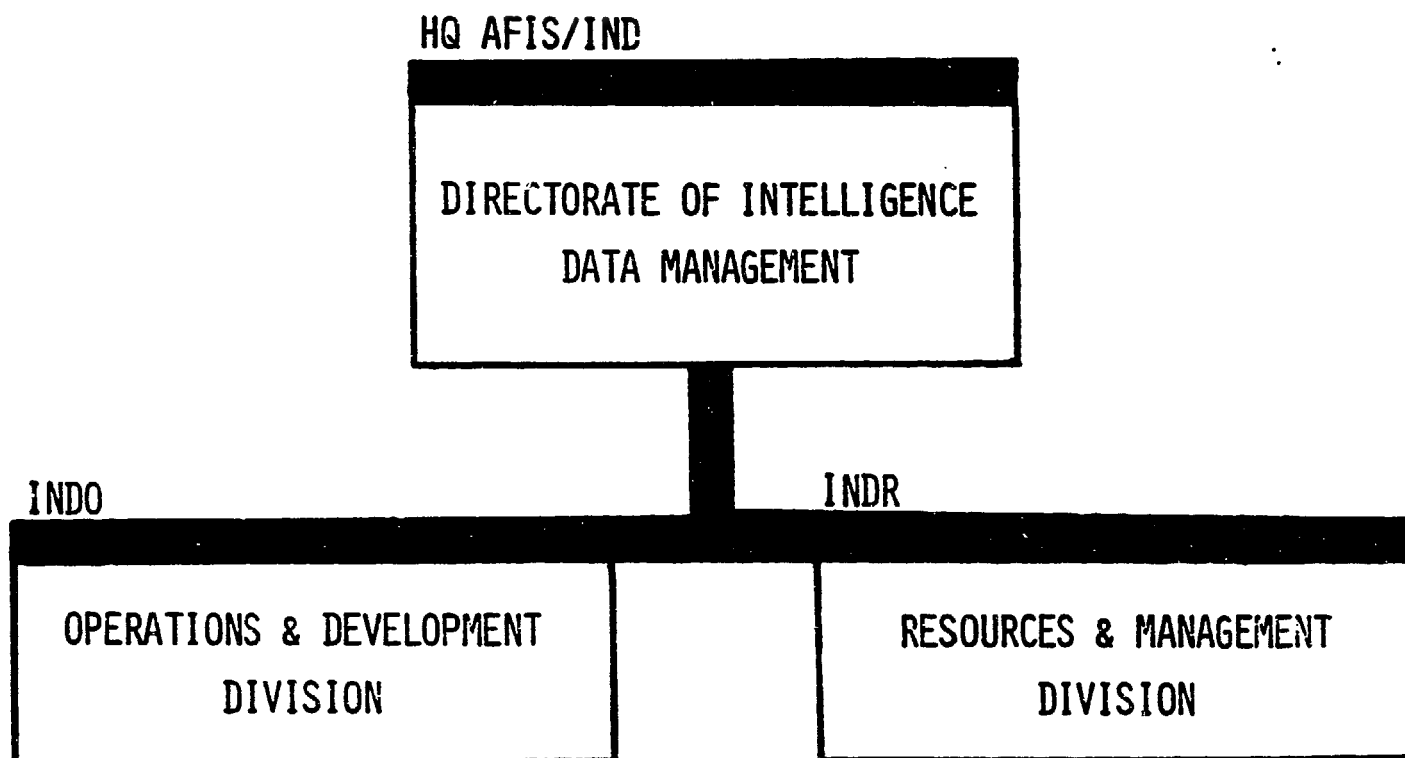 HQ AFIS/IND
DIRECTORATE OF INTELLIGENCE
DATA MANAGEMENT
INDO
INDR
OPERATIONS & DEVELOPMENT
DIVISION
RESOURCES & MANAGEMENT
DIVISION